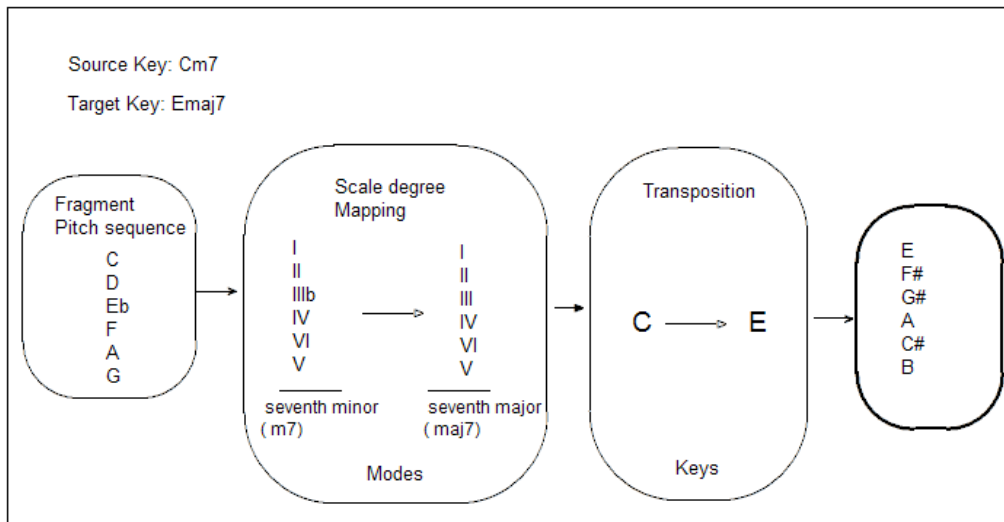 Source Key: Cm7
Target Key: Emaj7
Fragment
Pitch sequence
C
D
Eb
F
A
G
Scale degree
Mapping
I
II
IIIb
IV
VI
V
seventh minor
( m7)
I
II
III
IV
VI
V
seventh major
( maj7)
Modes
Transposition
C
E
Keys
E
F#
G#
A
C#
B